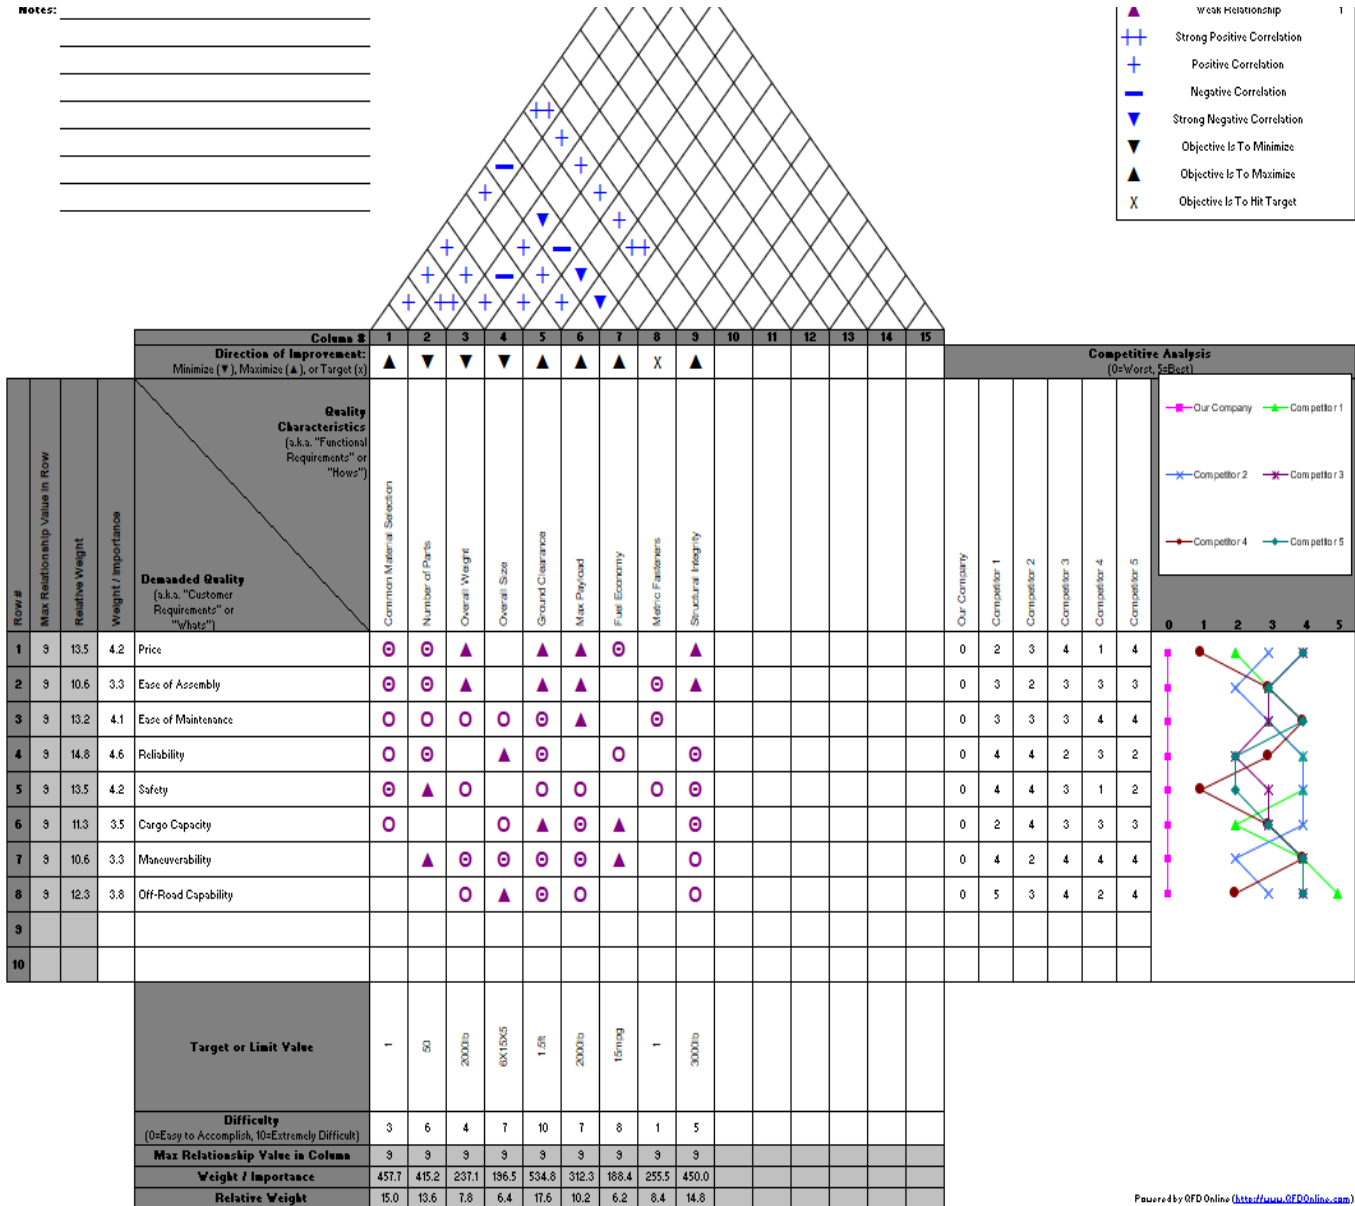 Notes:
Weak Relationship 1
Strong Positive Correlation
Positive Correlation
Negative Correlation
Strong Negative Correlation
Objective Is To Minimize
Objective Is To Maximize
X Objective Is To Hit Target
Column # 1 2 3 4 5 6 7 8 9 10 11 12 13 14 15
Direction of Improvement:
Minimize (▼), Maximize (▲), or Target (x)
▲ ▼ ▼ ▼ ▲ ▲ ▲ X ▲
Competitive Analysis
(0=Worst, 5=Best)
Row #
Max Relationship Value in Row
Relative Weight
Weight / Importance
Quality
Characteristics
(a.k.a. "Functional
Requirements" or
"Hows")
Demanded Quality
(a.k.a. "Customer
Requirements" or
"Whats")
Common Material Selection
Number of Parts
Overall Weight
Overall Size
Ground Clearance
Max Payload
Fuel Economy
Metric Fasteners
Structural Integrity
Our Company
Competitor 1
Competitor 2
Competitor 3
Competitor 4
Competitor 5
Our Company Competitor 1
Competitor 2 Competitor 3
Competitor 4 Competitor 5
0 1 2 3 4 5
1 9 13.5 4.2 Price 0 2 3 4 1 4
2 9 10.6 3.3 Ease of Assembly 0 3 2 3 3 3
3 9 13.2 4.1 Ease of Maintenance 0 3 3 3 4 4
4 9 14.8 4.6 Reliability 0 4 4 2 3 2
5 9 13.5 4.2 Safety 0 4 4 3 1 2
6 9 11.3 3.5 Cargo Capacity 0 2 4 3 3 3
7 9 10.6 3.3 Maneuverability 0 4 2 4 4 4
8 9 12.3 3.8 Off-Road Capability 0 5 3 4 2 4
9
10
Target or Limit Value
1
50
2000lb
6X15X5
1.5ft
2000lb
15mpg
1
3000lb
Difficulty
(0=Easy to Accomplish, 10=Extremely Difficult)
3 6 4 7 10 7 8 1 5
Max Relationship Value in Column 9 9 9 9 9 9 9 9 9
Weight / Importance 457.7 415.2 237.1 196.5 534.8 312.3 188.4 255.5 450.0
Relative Weight 15.0 13.6 7.8 6.4 17.6 10.2 6.2 8.4 14.8
Powered by QFD Online (http://www.QFDOnline.com)